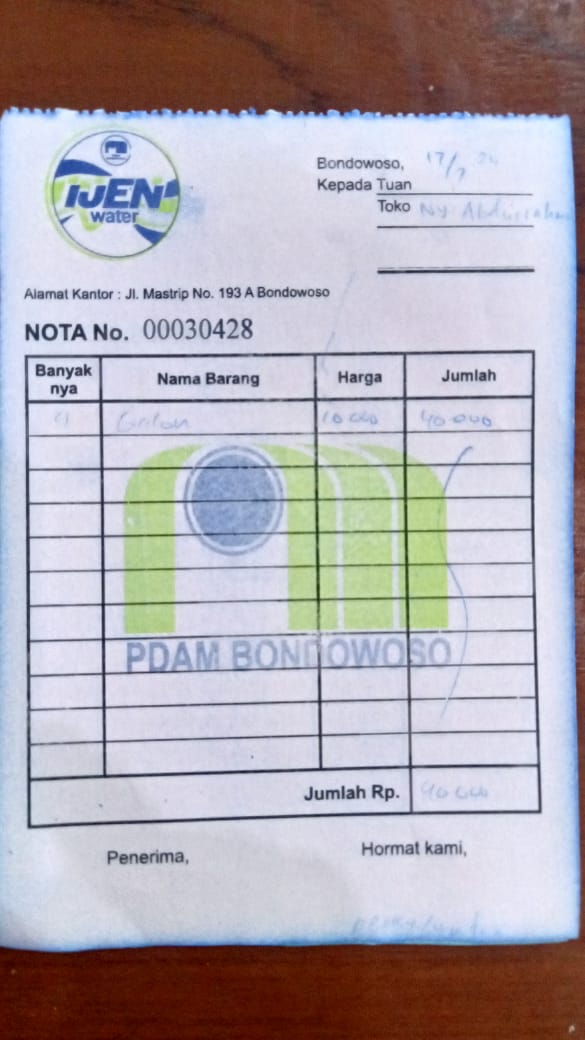 IJEN
water
Bondowoso, 17/7 24
Kepada Tuan
Toko Ny Abdurrahm
Alamat Kantor : Jl. Mastrip No. 193 A Bondowoso
NOTA No. 00030428
Banyak nya Nama Barang Harga Jumlah
4 Galon 10 000 40 000
PDAM BONDOWOSO
Jumlah Rp. 40 000
Penerima, Hormat kami,